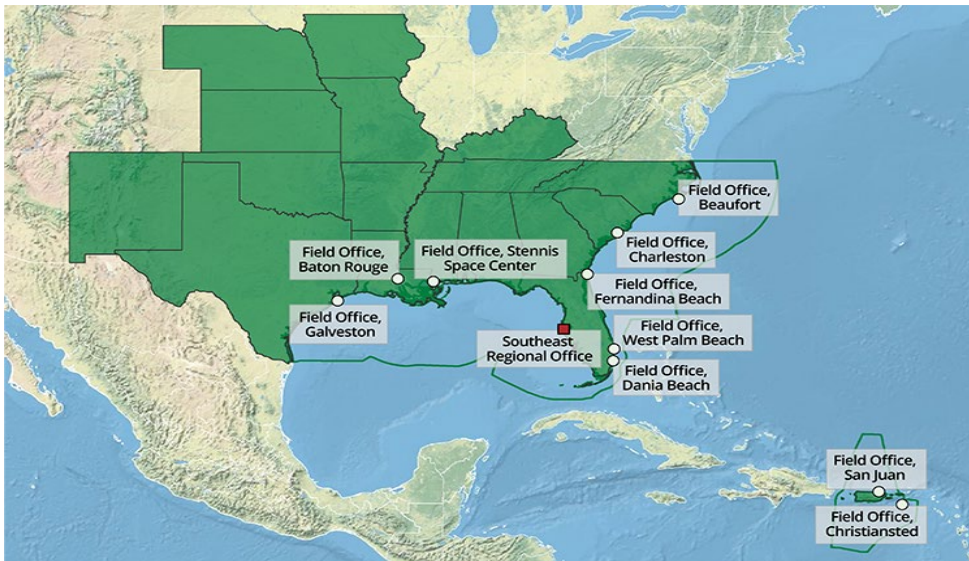 Field Office,
Beaufort
Field Office,
Charleston
Field Office,
Baton Rouge
Field Office, Stennis
Space Center
Field Office,
Fernandina Beach
Field Office,
Galveston
Southeast
Regional Office
Field Office,
West Palm Beach
Field Office,
Dania Beach
Field Office,
San Juan
Field Office,
Christiansted